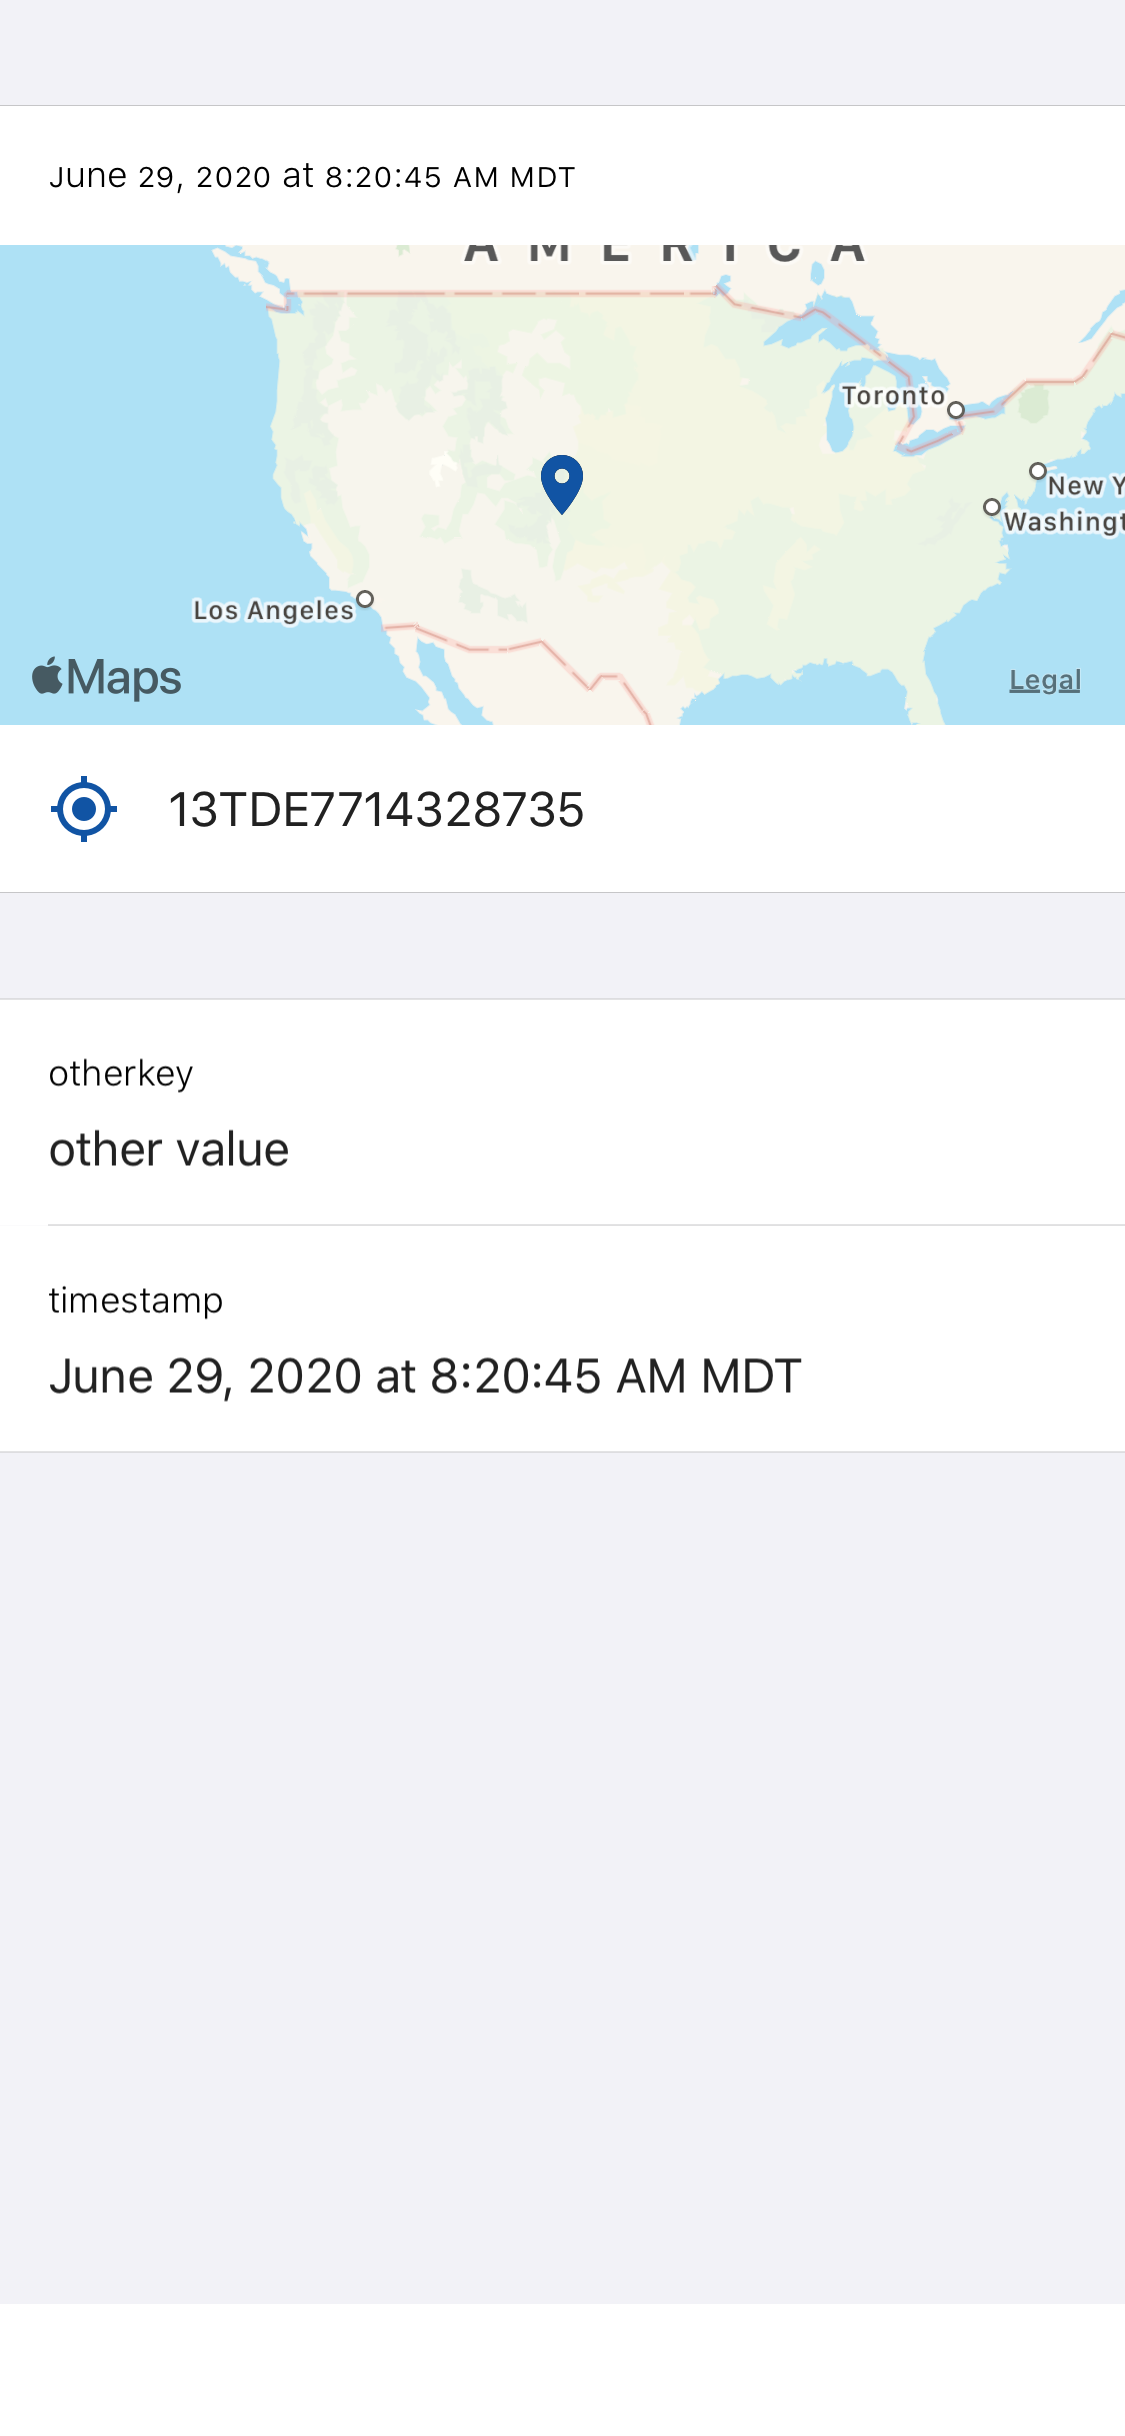 June 29, 2020 at 8:20:45 AM MDT
AMERICA
Toronto
New Y
Washingt
Los Angeles
Maps
Legal
13TDE7714328735
otherkey
other value
timestamp
June 29, 2020 at 8:20:45 AM MDT